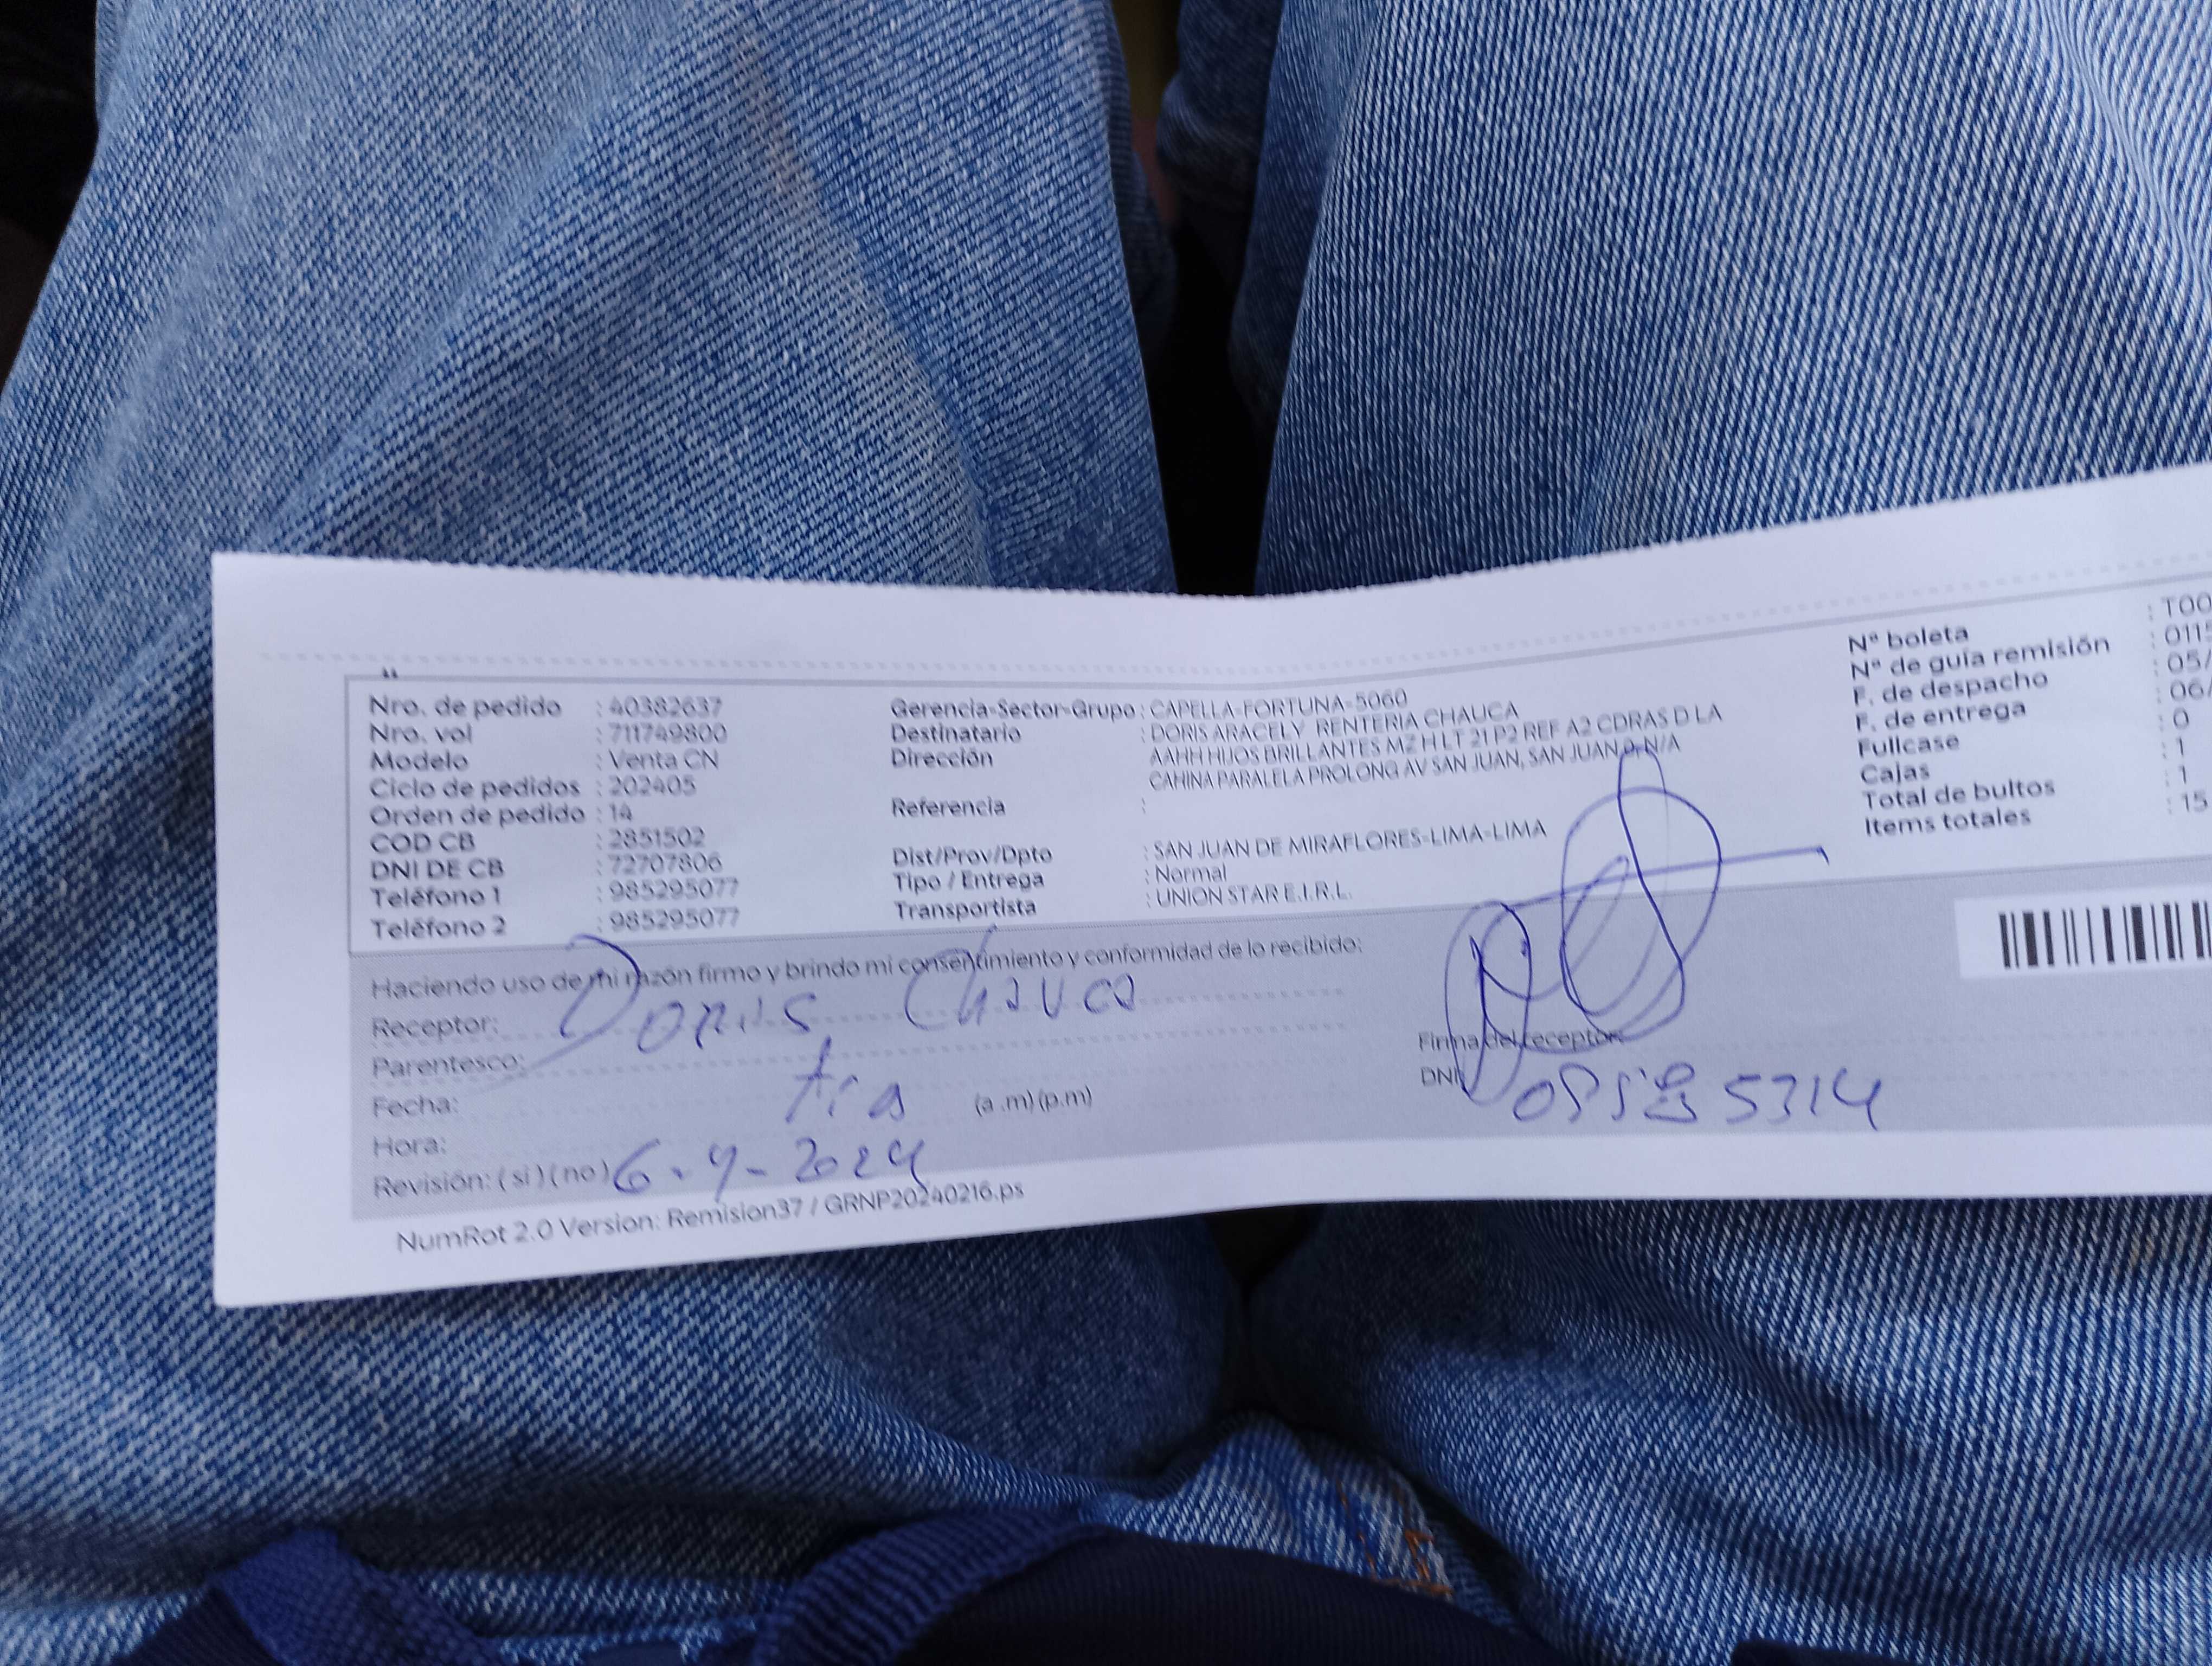 Nro. de pedido : 40382637
Nro. vol : 711749800
Modelo : Venta CN
Ciclo de pedidos : 202405
Orden de pedido : 14
COD CB : 2851502
DNI DE CB : 72707806
Teléfono 1 : 985295077
Teléfono 2 : 985295077
Gerencia-Sector-Grupo : CAPELLA-FORTUNA-5060
Destinatario : DORIS ARACELY RENTERIA CHAUCA
Dirección : AAHH HIJOS BRILLANTES MZ H LT 21 P2 REF A2 CDRAS D LA
CAHINA PARALELA PROLONG AV SAN JUAN, SAN JUAN D, N/A
Referencia :
Dist/Prov/Dpto : SAN JUAN DE MIRAFLORES-LIMA-LIMA
Tipo / Entrega : Normal
Transportista : UNION STAR E.I.R.L.
N° boleta : T00
N° de guía remisión : 011
F. de despacho : 05/
F. de entrega : 06/
Fullcase : 0
Cajas : 1
Total de bultos : 1
Items totales : 15
Haciendo uso de mi razón firmo y brindo mi consentimiento y conformidad de lo recibido:
Receptor: Doris Chauca
Parentesco:
Fecha: tia (a.m) (p.m)
Hora:
Revisión: (si) (no) 6-4-2024
Firma del receptor:
DNI
NumRot 2.0 Version: Remision37 / GRNP20240216.ps